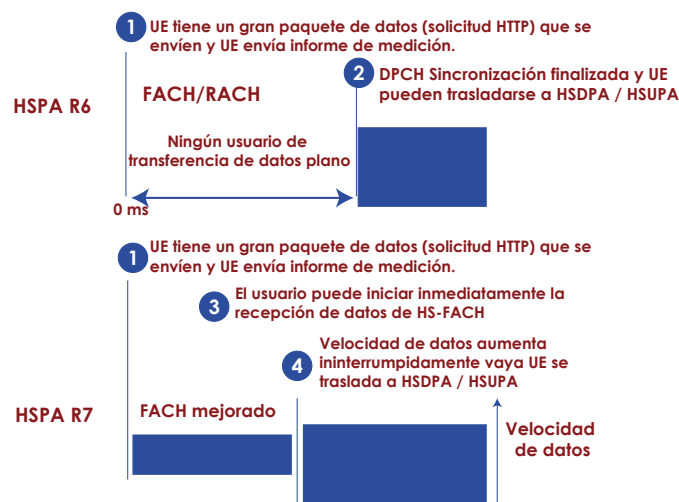 1 UE tiene un gran paquete de datos (solicitud HTTP) que se
envíen y UE envía informe de medición.
2 DPCH Sincronización finalizada y UE
pueden trasladarse a HSDPA / HSUPA
FACH/RACH
HSPA R6
Ningún usuario de
transferencia de datos plano
0 ms
1 UE tiene un gran paquete de datos (solicitud HTTP) que se
envíen y UE envía informe de medición.
3 El usuario puede iniciar inmediatamente la
recepción de datos de HS-FACH
4 Velocidad de datos aumenta
ininterrumpidamente vaya UE se
traslada a HSDPA / HSUPA
HSPA R7
FACH mejorado
Velocidad
de datos